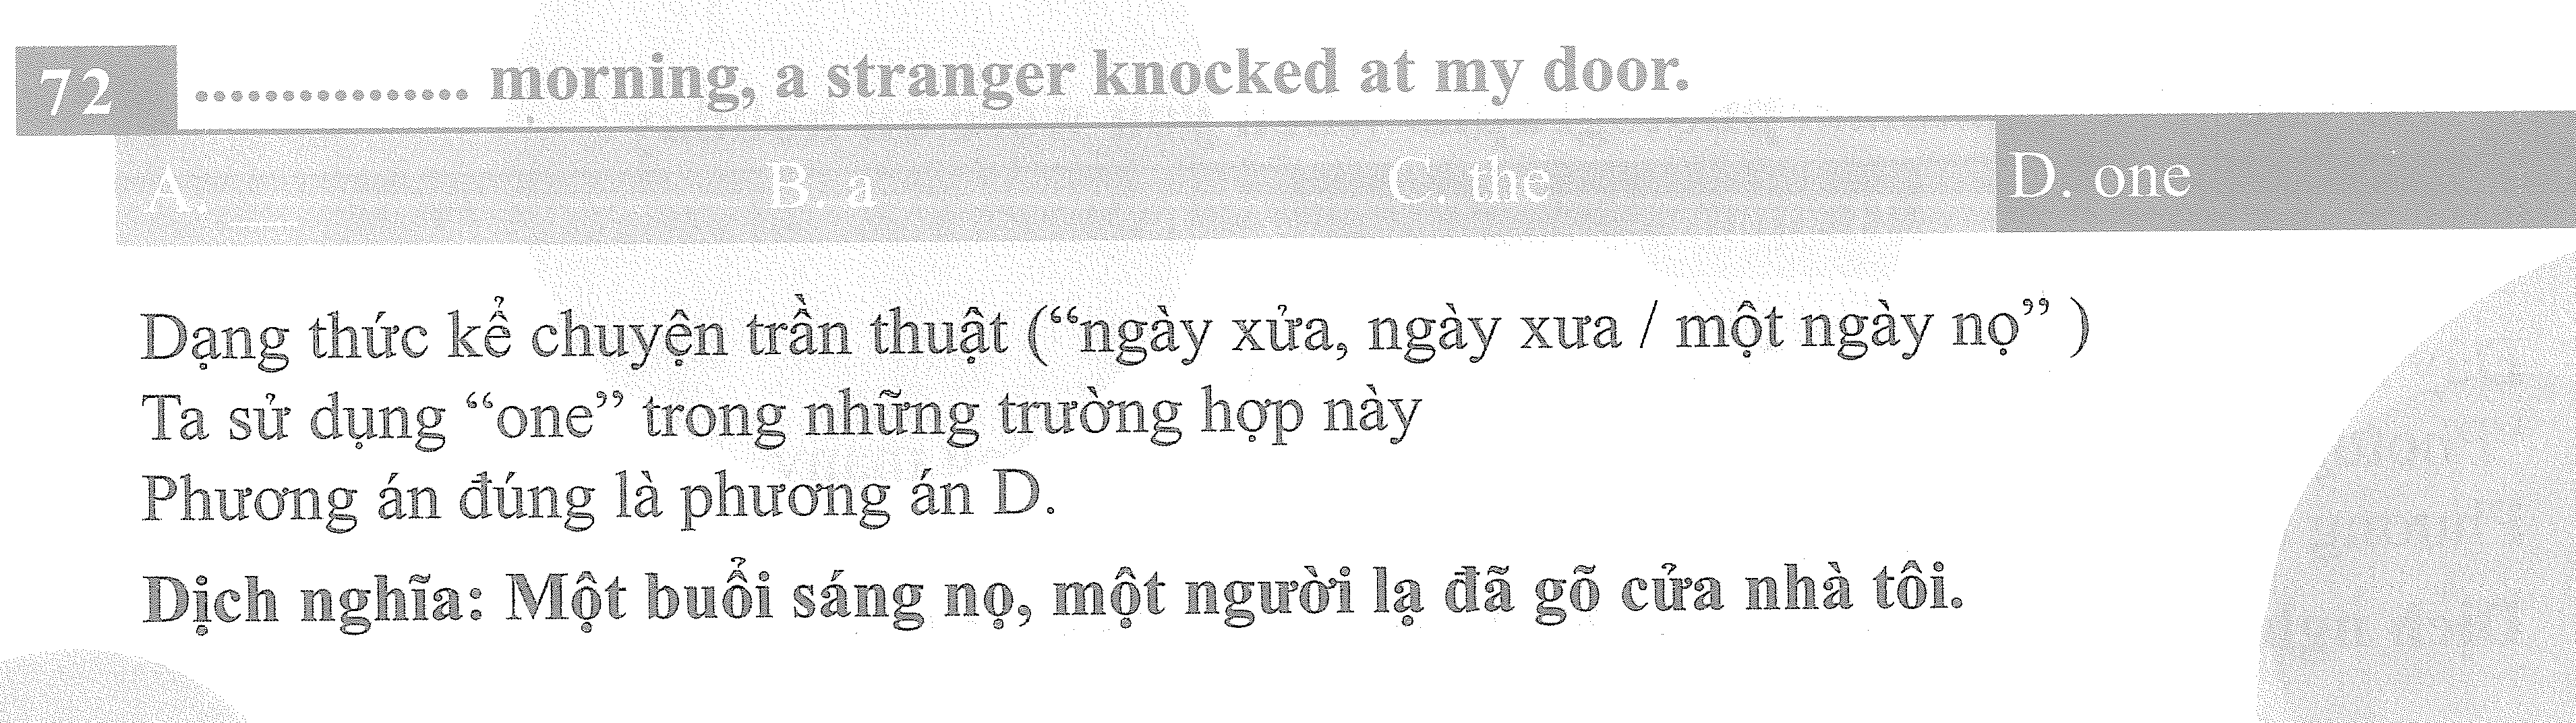 72 ............... morning, a stranger knocked at my door.
A. __ B. a C. the D. one
Dạng thức kể chuyện trần thuật (“ngày xửa, ngày xưa / một ngày nọ” )
Ta sử dụng “one” trong những trường hợp này
Phương án đúng là phương án D.
Dịch nghĩa: Một buổi sáng nọ, một người lạ đã gõ cửa nhà tôi.